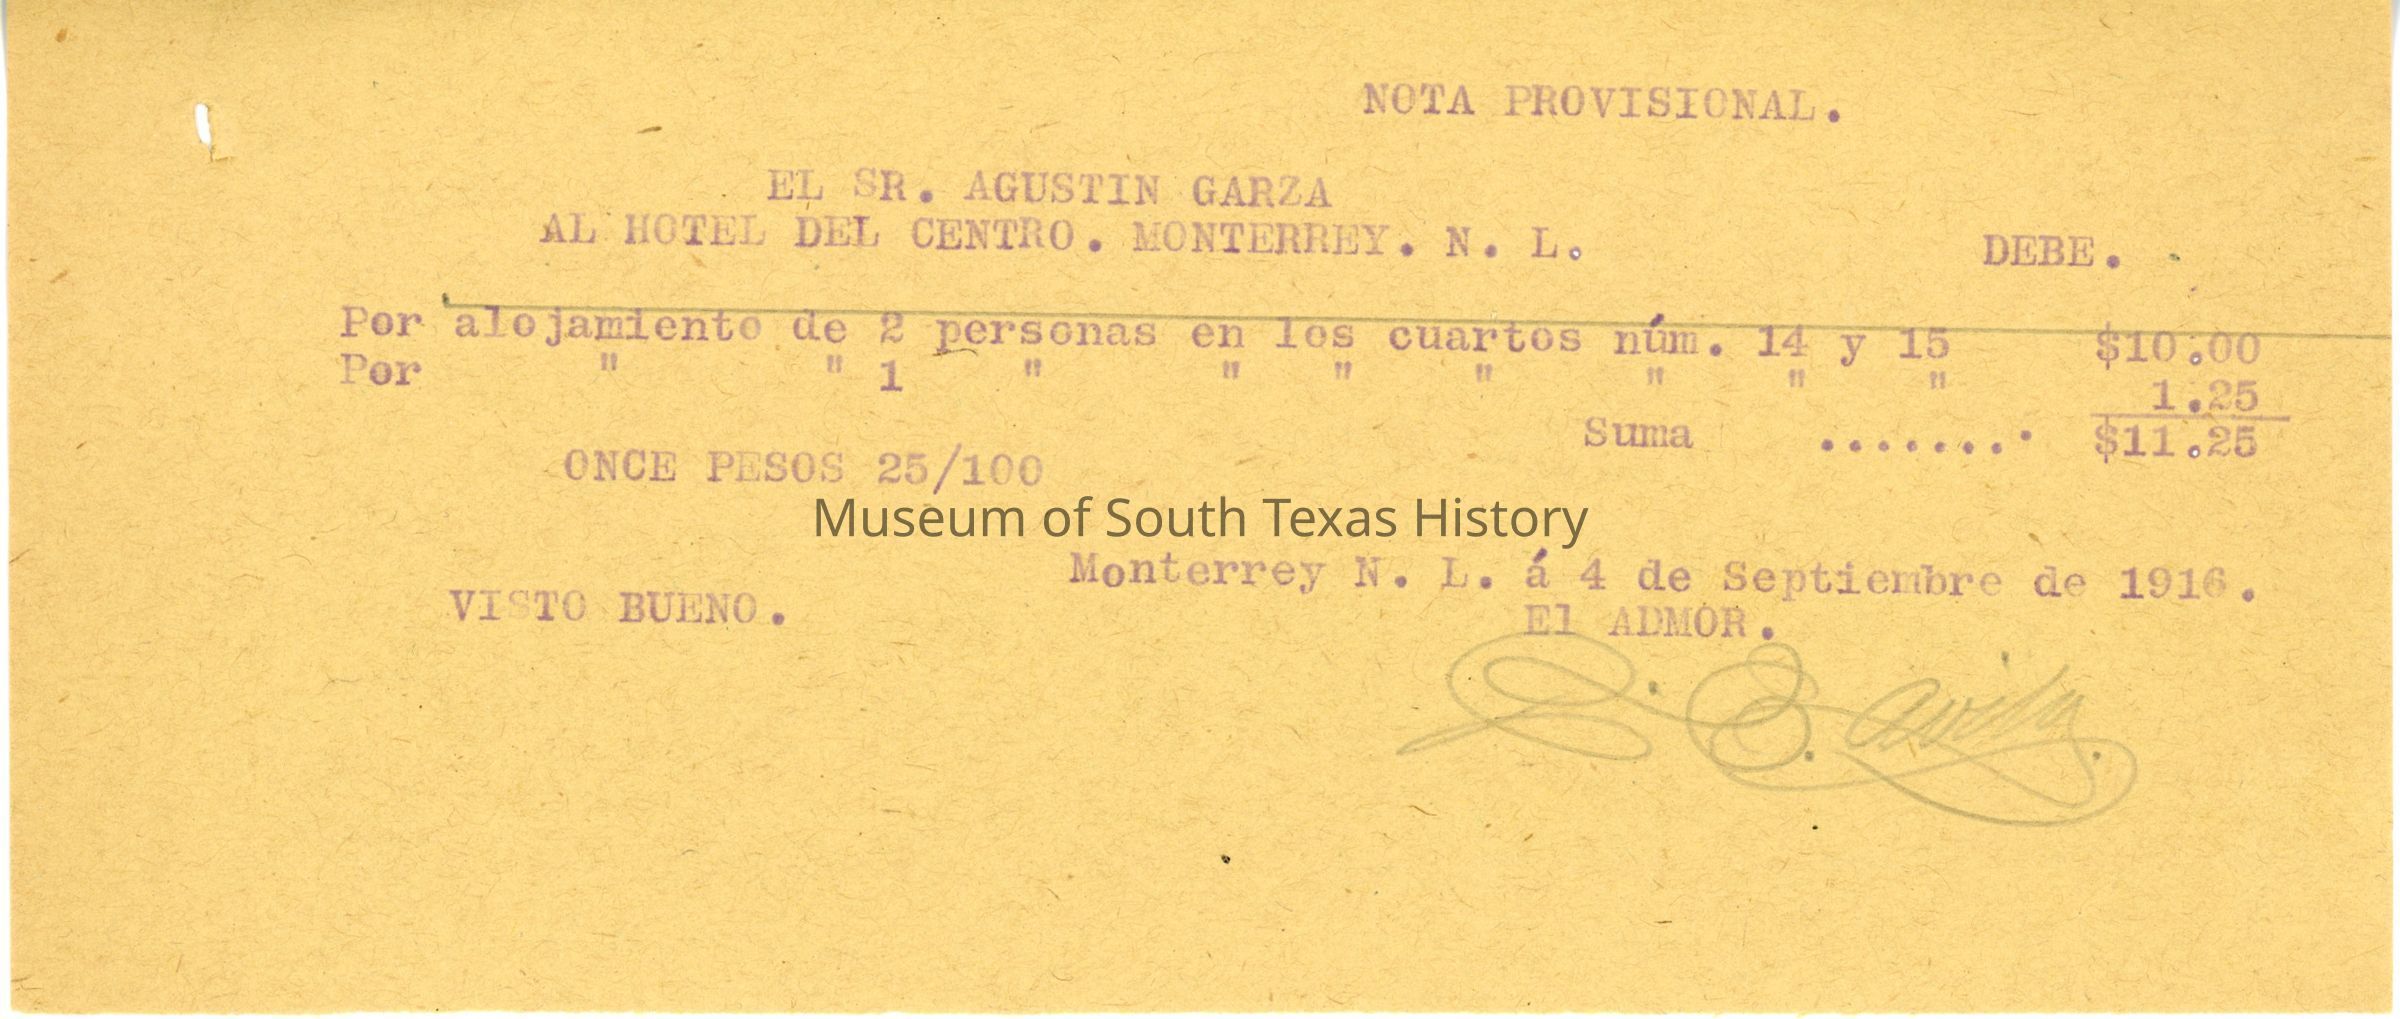 NOTA PROVISIONAL.
EL SR. AGUSTIN GARZA
AL HOTEL DEL CENTRO. MONTERREY. N. L. DEBE.
Por alojamiento de 2 personas en los cuartos núm. 14 y 15 $10.00
Por " " 1 " " " " " " " 1.25
Suma ........ $11.25
ONCE PESOS 25/100
Museum of South Texas History
Monterrey N. L. á 4 de Septiembre de 1916.
VISTO BUENO. El ADMOR.
E. Avila.